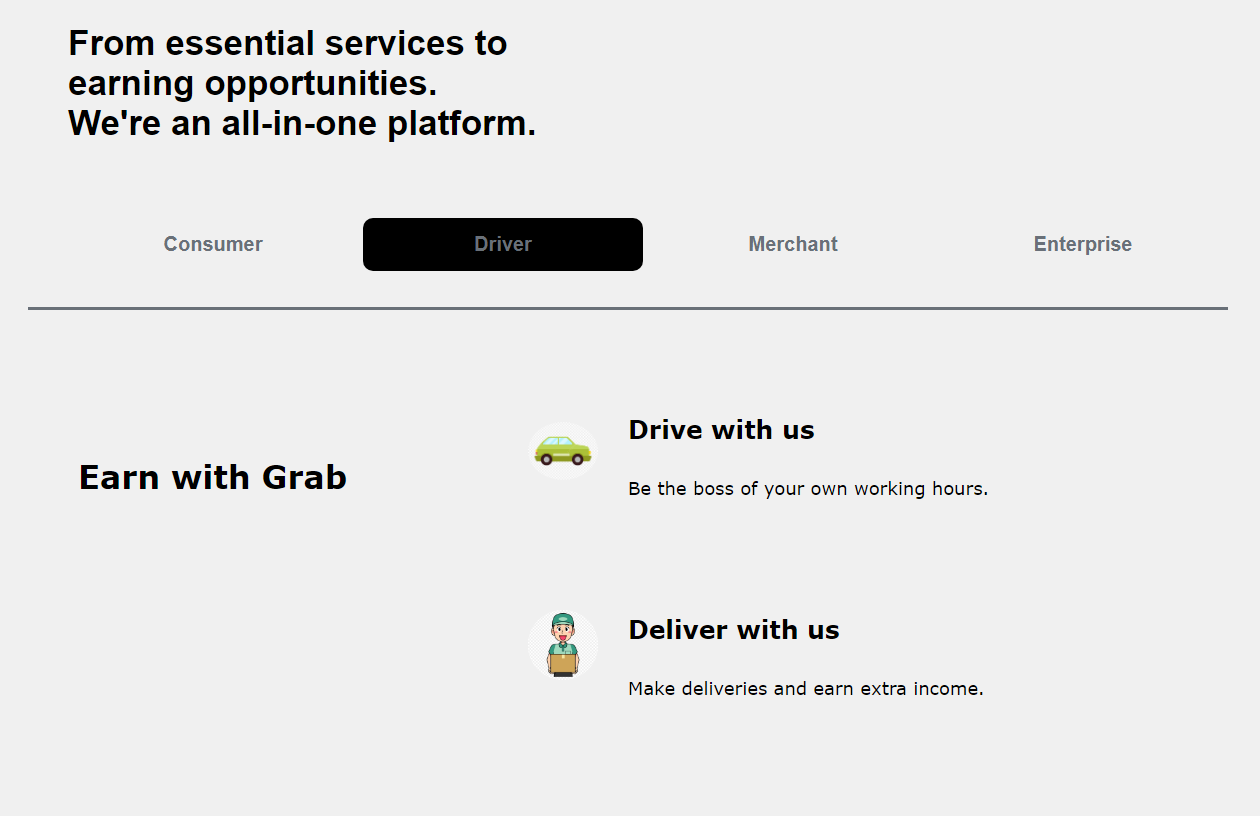 From essential services to
earning opportunities.
We're an all-in-one platform.
Consumer
Driver
Merchant
Enterprise
Earn with Grab
Drive with us
Be the boss of your own working hours.
Deliver with us
Make deliveries and earn extra income.